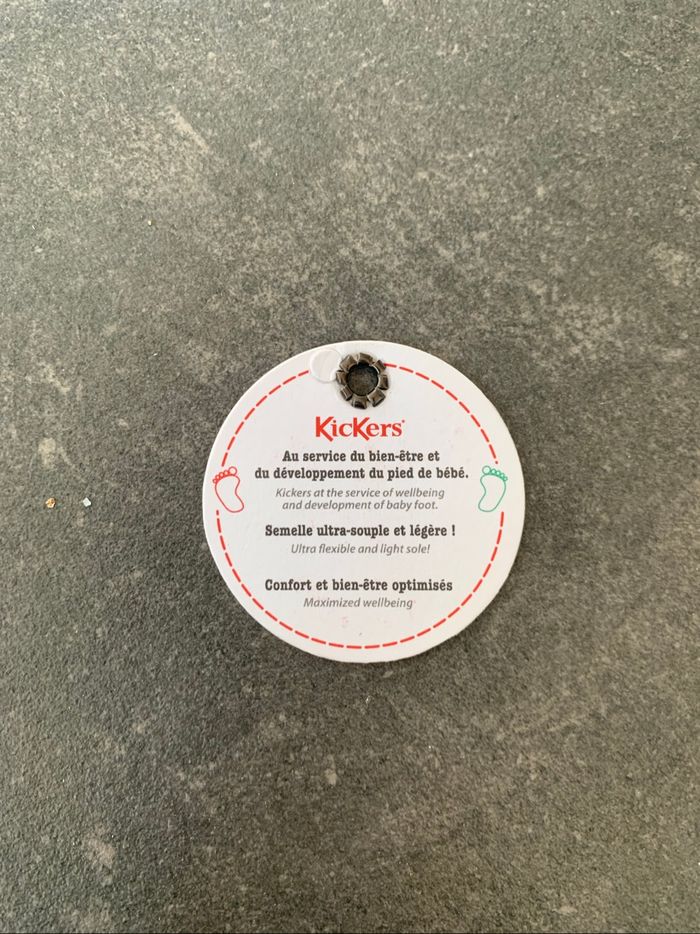 KicKers
Au service du bien-être et
du développement du pied de bébé.
Kickers at the service of wellbeing
and development of baby foot.
Semelle ultra-souple et légère !
Ultra flexible and light sole!
Confort et bien-être optimisés
Maximized wellbeing